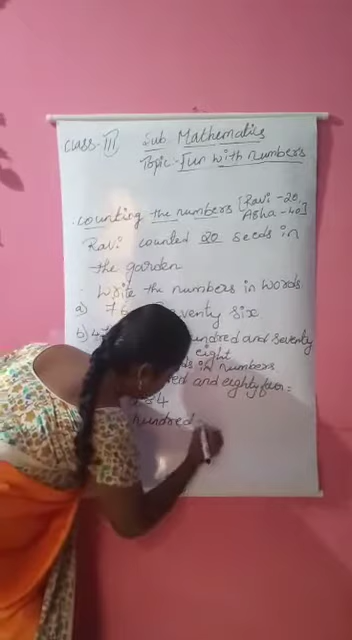 class-III Sub: Mathematics
Topic:- Fun with numbers
counting the numbers [Ravi -20
Asha -40]
Ravi counted 20 seeds in
the garden
Write the numbers in words
a) 76 Seventy six
b) 47 hundred and seventy
eight
in numbers
and eighty four =
84
hundred